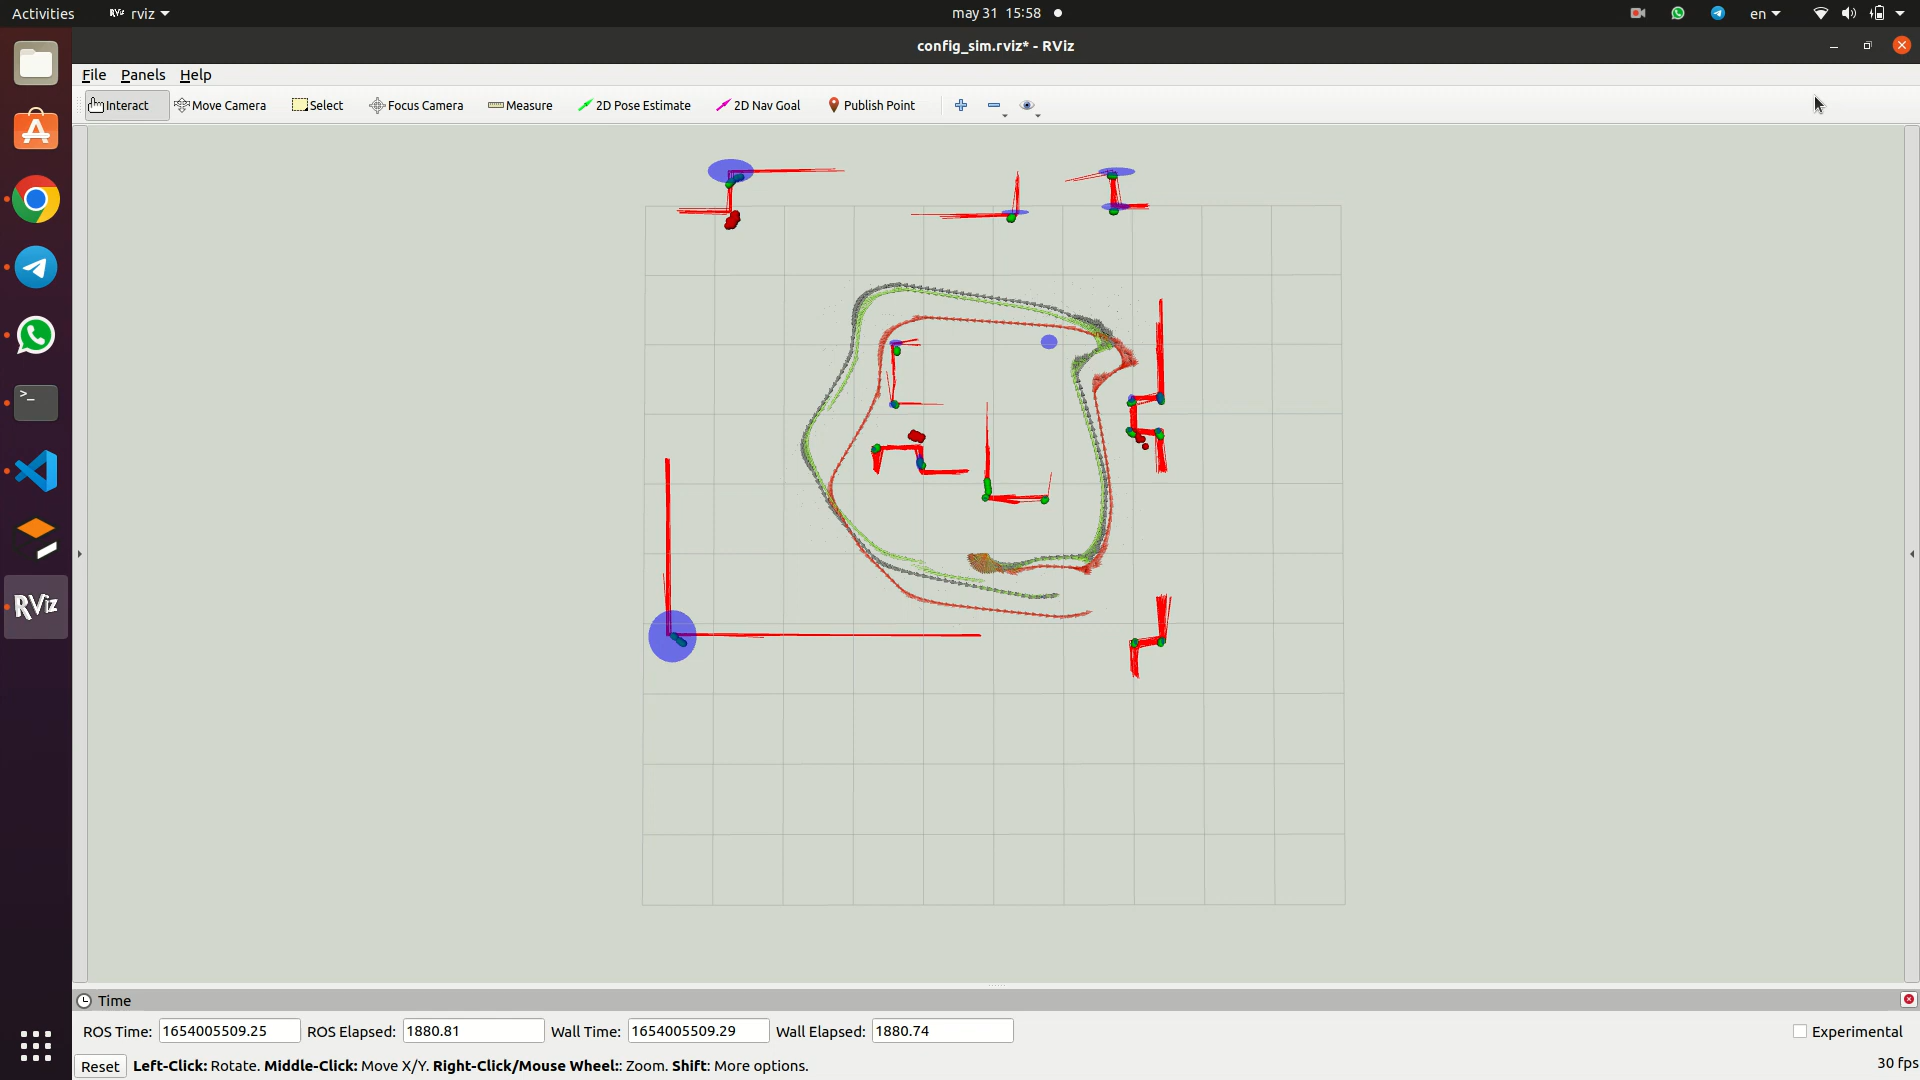 Activities RViz rviz may 31 15:58 en
config_sim.rviz* - RViz
File Panels Help
Interact Move Camera Select Focus Camera Measure 2D Pose Estimate 2D Nav Goal Publish Point
>_
RViz
Time
ROS Time: 1654005509.25 ROS Elapsed: 1880.81 Wall Time: 1654005509.29 Wall Elapsed: 1880.74 Experimental
Reset Left-Click: Rotate. Middle-Click: Move X/Y. Right-Click/Mouse Wheel:: Zoom. Shift: More options. 30 fps